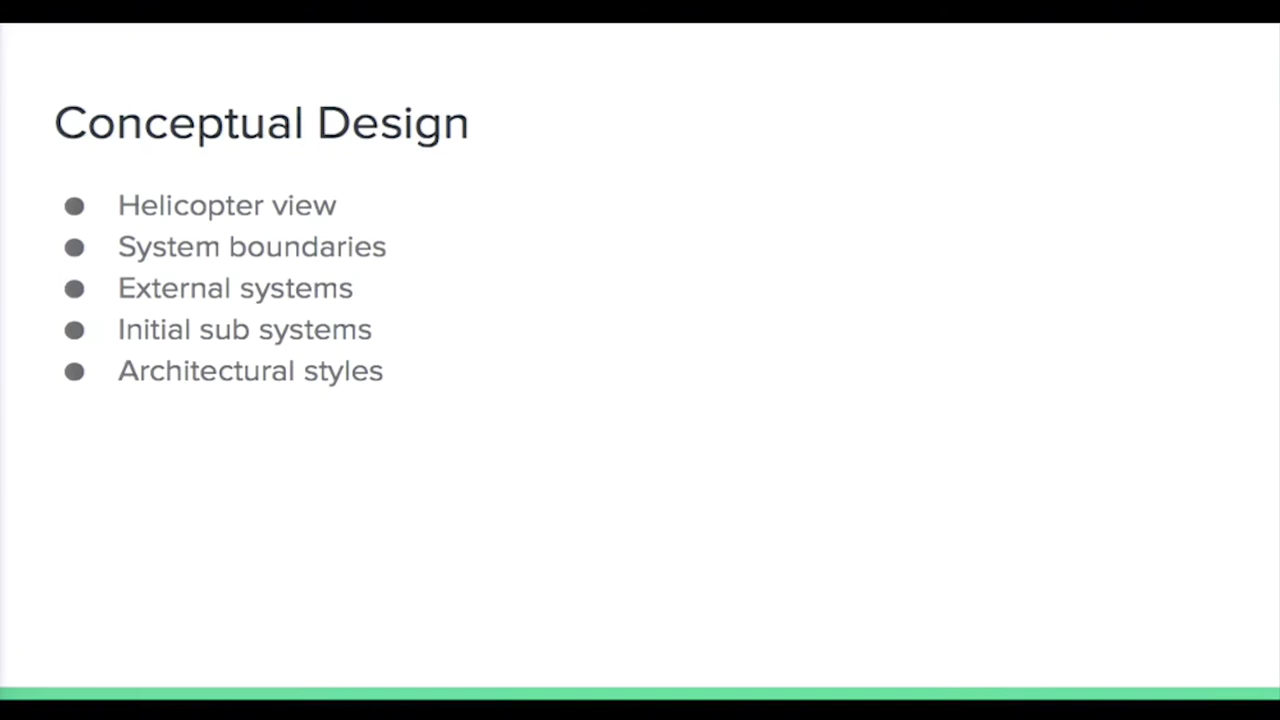 Conceptual Design
● Helicopter view
● System boundaries
● External systems
● Initial sub systems
● Architectural styles